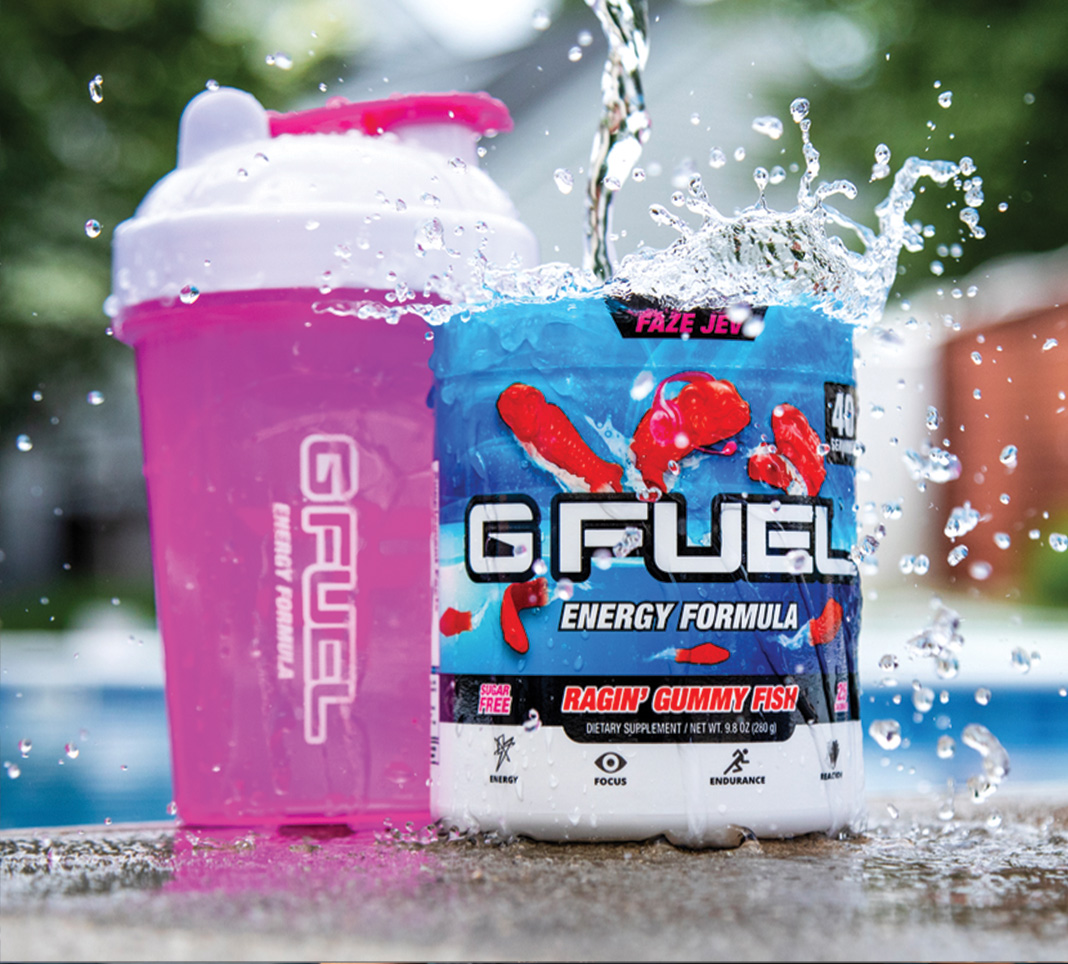 G FUEL
ENERGY FORMULA
FAZE
40
G FUEL
ENERGY FORMULA
SUGAR
FREE
RAGIN' GUMMY FISH
DIETARY SUPPLEMENT / NET WT. 9.8 OZ (280 g)
ENERGY
FOCUS
ENDURANCE